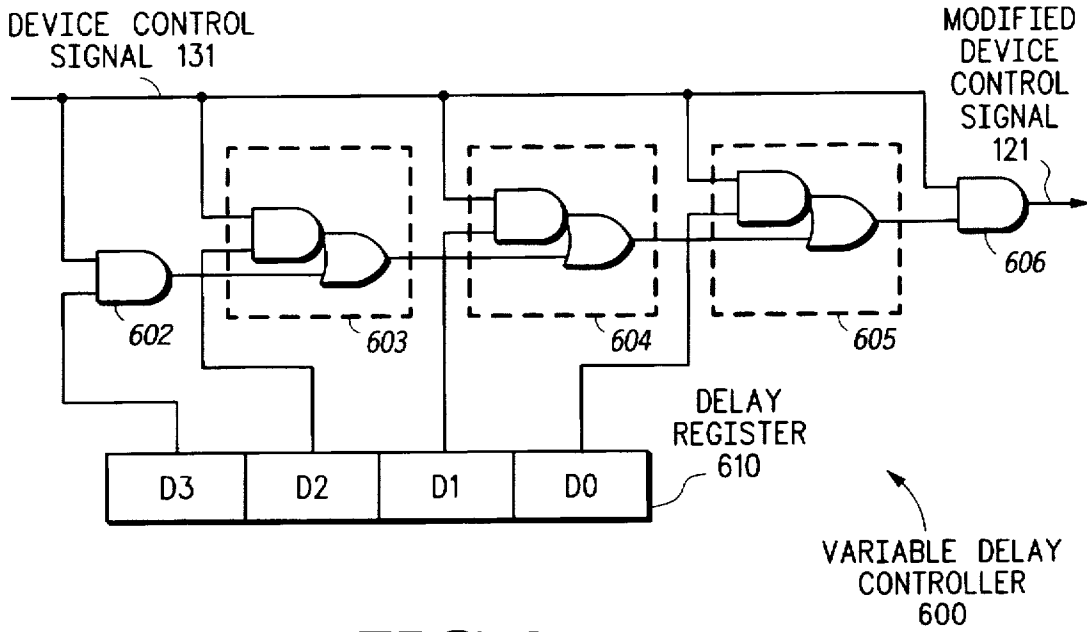 DEVICE CONTROL
SIGNAL 131
MODIFIED
DEVICE
CONTROL
SIGNAL
121
602
603
604
605
606
DELAY
REGISTER
610
D3 D2 D1 D0
VARIABLE DELAY
CONTROLLER
600